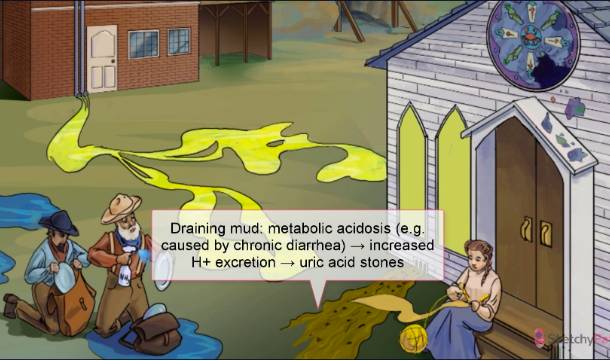 Draining mud: metabolic acidosis (e.g.
caused by chronic diarrhea) → increased
H+ excretion → uric acid stones